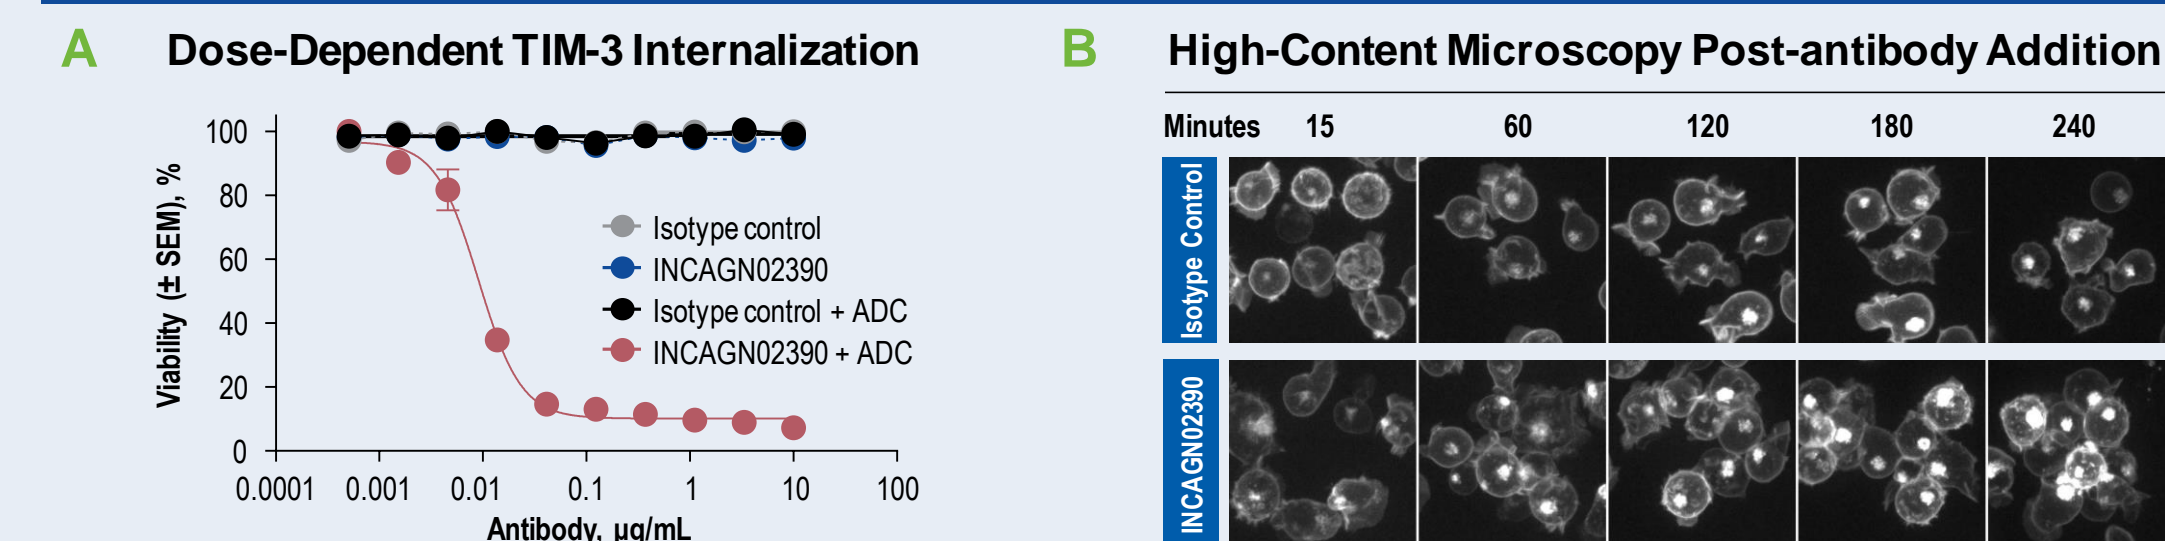 A Dose-Dependent TIM-3 Internalization
100
80
60
40
20
0
Viability (± SEM), %
Isotype control
INCAGN02390
Isotype control + ADC
INCAGN02390 + ADC
0.0001 0.001 0.01 0.1 1 10 100
Antibody, µg/mL
B High-Content Microscopy Post-antibody Addition
Minutes 15 60 120 180 240
Isotype Control
INCAGN02390